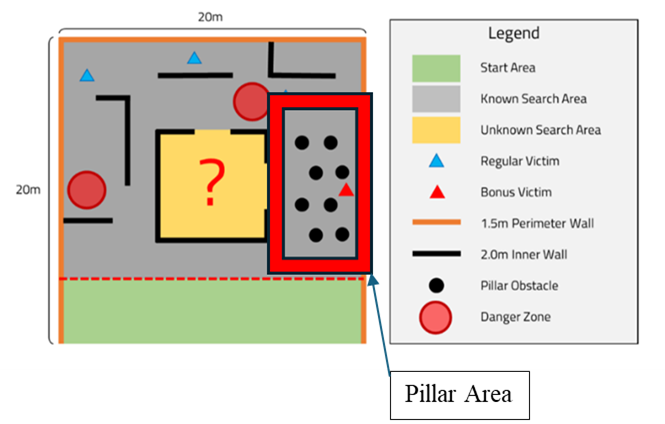 20m
20m
?
Legend
Start Area
Known Search Area
Unknown Search Area
Regular Victim
Bonus Victim
1.5m Perimeter Wall
2.0m Inner Wall
Pillar Obstacle
Danger Zone
Pillar Area